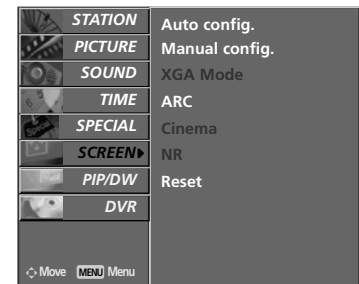 STATION
PICTURE
SOUND
TIME
SPECIAL
SCREEN
PIP/DW
DVR
Auto config.
Manual config.
XGA Mode
ARC
Cinema
NR
Reset
Move MENU Menu